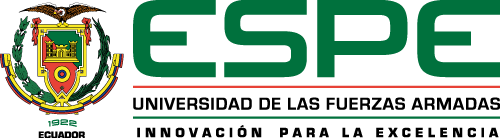 ESPE
UNIVERSIDAD DE LAS FUERZAS ARMADAS
INNOVACIÓN PARA LA EXCELENCIA
1922
ECUADOR